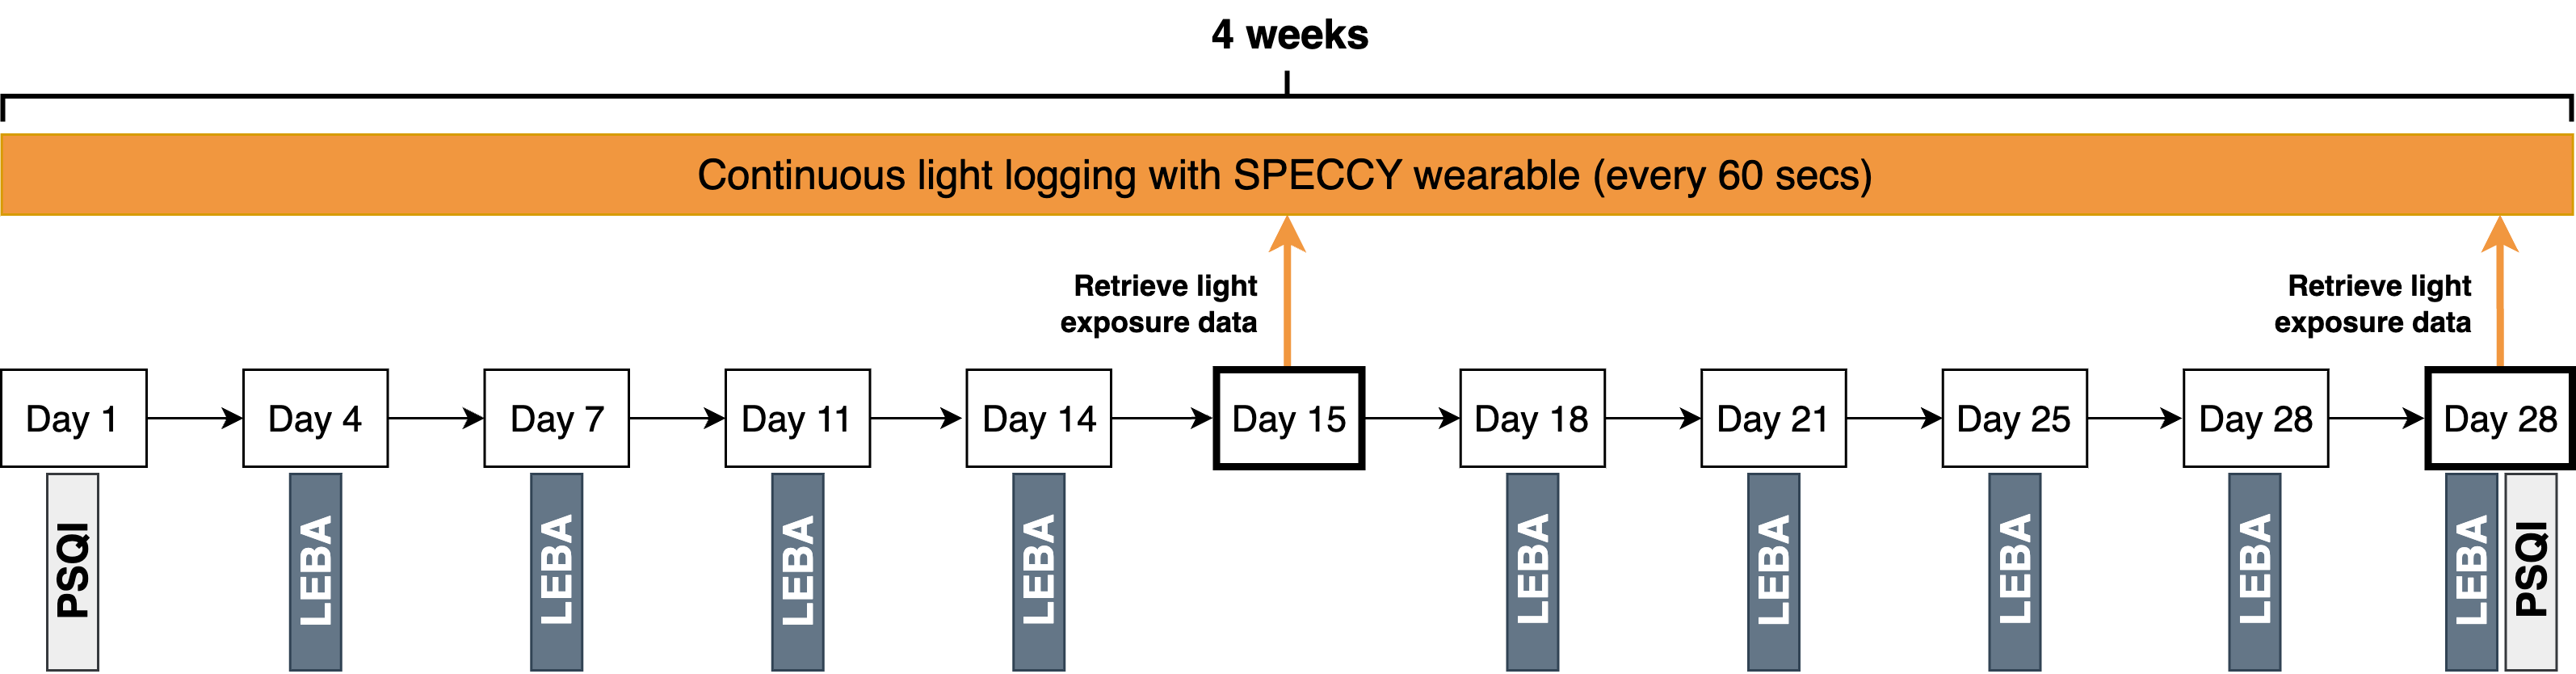 4 weeks
Continuous light logging with SPECCY wearable (every 60 secs)
Retrieve light
exposure data
Retrieve light
exposure data
Day 1
Day 4
Day 7
Day 11
Day 14
Day 15
Day 18
Day 21
Day 25
Day 28
Day 28
PSQI
LEBA
LEBA
LEBA
LEBA
LEBA
LEBA
LEBA
LEBA
LEBA
PSQI